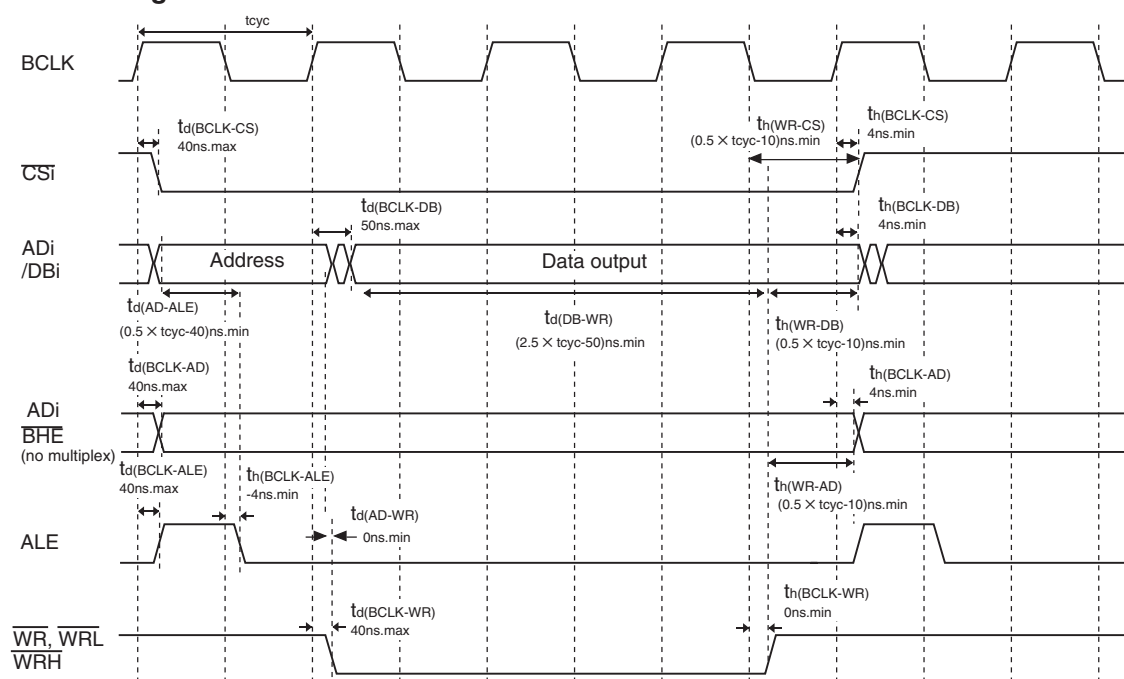 tcyc
BCLK
td(BCLK-CS)
40ns.max
th(WR-CS)
(0.5 × tcyc-10)ns.min
th(BCLK-CS)
4ns.min
CSi
td(BCLK-DB)
50ns.max
th(BCLK-DB)
4ns.min
ADi
/DBi
Address
Data output
td(AD-ALE)
(0.5 × tcyc-40)ns.min
td(DB-WR)
(2.5 × tcyc-50)ns.min
th(WR-DB)
(0.5 × tcyc-10)ns.min
td(BCLK-AD)
40ns.max
th(BCLK-AD)
4ns.min
ADi
BHE
(no multiplex)
td(BCLK-ALE)
40ns.max
th(BCLK-ALE)
-4ns.min
th(WR-AD)
(0.5 × tcyc-10)ns.min
td(AD-WR)
0ns.min
ALE
td(BCLK-WR)
40ns.max
th(BCLK-WR)
0ns.min
WR, WRL
WRH